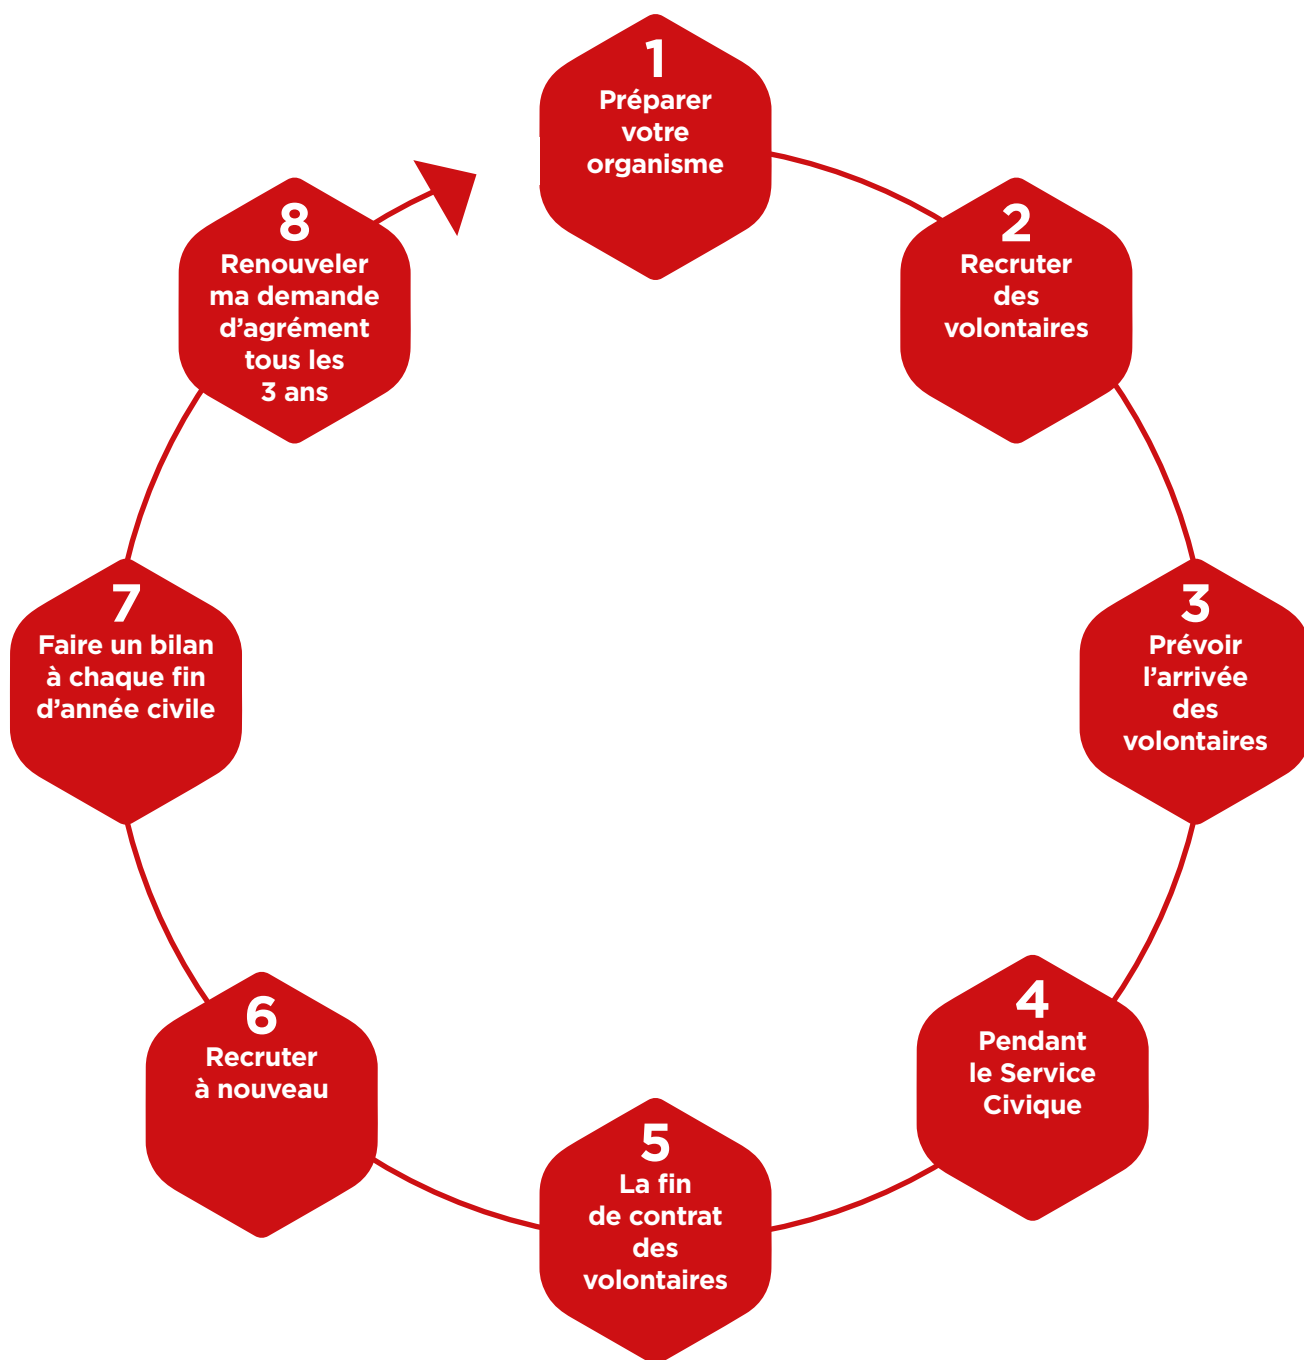 1
Préparer
votre
organisme
2
Recruter
des
volontaires
3
Prévoir
l’arrivée
des
volontaires
4
Pendant
le Service
Civique
5
La fin
de contrat
des
volontaires
6
Recruter
à nouveau
7
Faire un bilan
à chaque fin
d’année civile
8
Renouveler
ma demande
d’agrément
tous les
3 ans